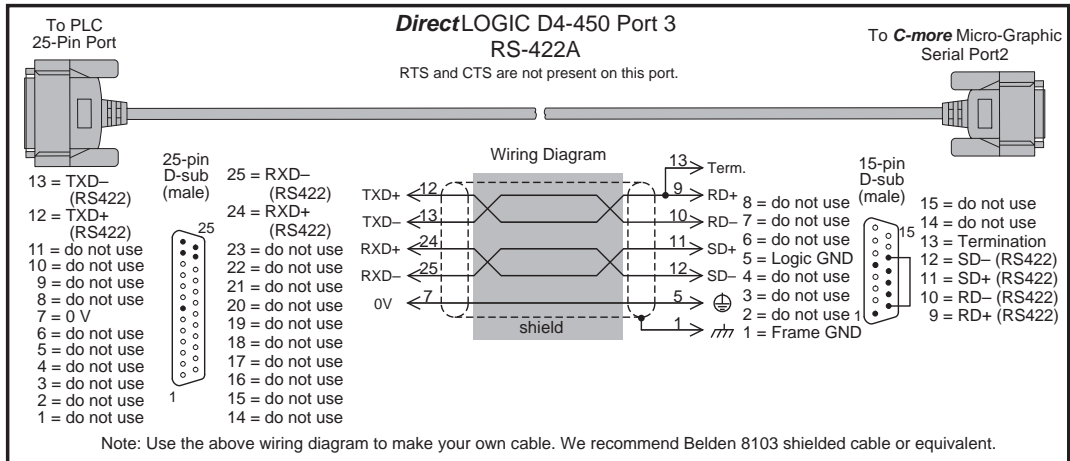 To PLC
25-Pin Port
DirectLOGIC D4-450 Port 3
RS-422A
RTS and CTS are not present on this port.
To C-more Micro-Graphic
Serial Port2
25-pin
D-sub
(male)
13 = TXD–
(RS422)
12 = TXD+
(RS422)
11 = do not use
10 = do not use
9 = do not use
8 = do not use
7 = 0 V
6 = do not use
5 = do not use
4 = do not use
3 = do not use
2 = do not use
1 = do not use
25
1
25 = RXD–
(RS422)
24 = RXD+
(RS422)
23 = do not use
22 = do not use
21 = do not use
20 = do not use
19 = do not use
18 = do not use
17 = do not use
16 = do not use
15 = do not use
14 = do not use
Wiring Diagram
13 Term.
TXD+ 12 9 RD+
TXD– 13 10 RD–
RXD+ 24 11 SD+
RXD– 25 12 SD–
0V 7 5
shield 1
8 = do not use
7 = do not use
6 = do not use
5 = Logic GND
4 = do not use
3 = do not use
2 = do not use
1 = Frame GND
15-pin
D-sub
(male)
15
1
15 = do not use
14 = do not use
13 = Termination
12 = SD– (RS422)
11 = SD+ (RS422)
10 = RD– (RS422)
9 = RD+ (RS422)
Note: Use the above wiring diagram to make your own cable. We recommend Belden 8103 shielded cable or equivalent.